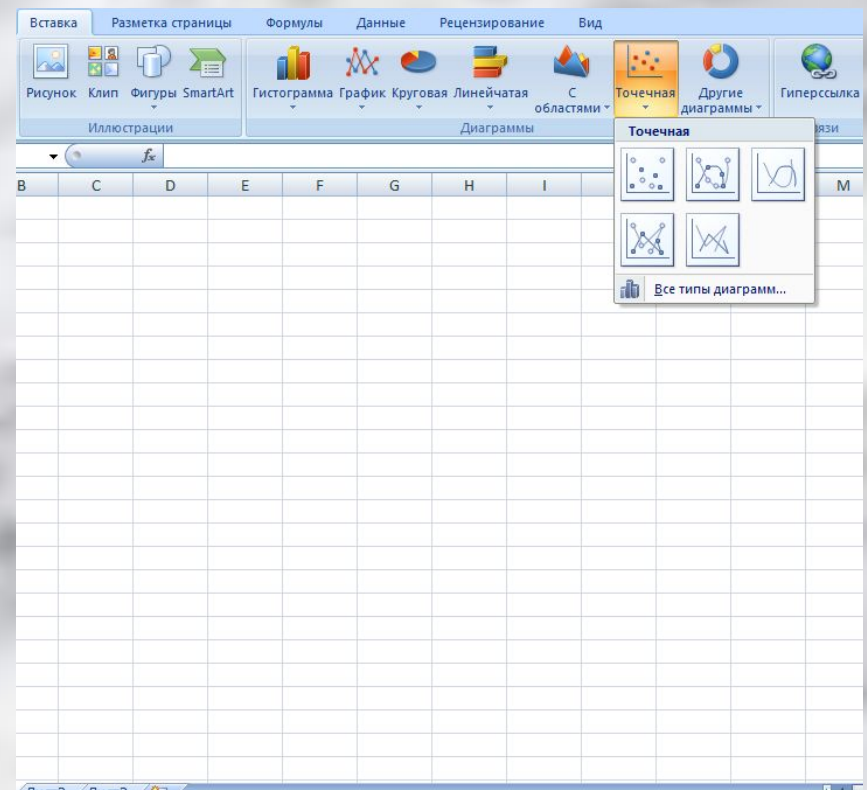 Вставка Разметка страницы Формулы Данные Рецензирование Вид
Рисунок Клип Фигуры SmartArt Гистограмма График Круговая Линейчатая С областями Точечная Другие диаграммы Гиперссылка
Иллюстрации Диаграммы
Точечная
fx
B C D E F G H I M
Все типы диаграмм...